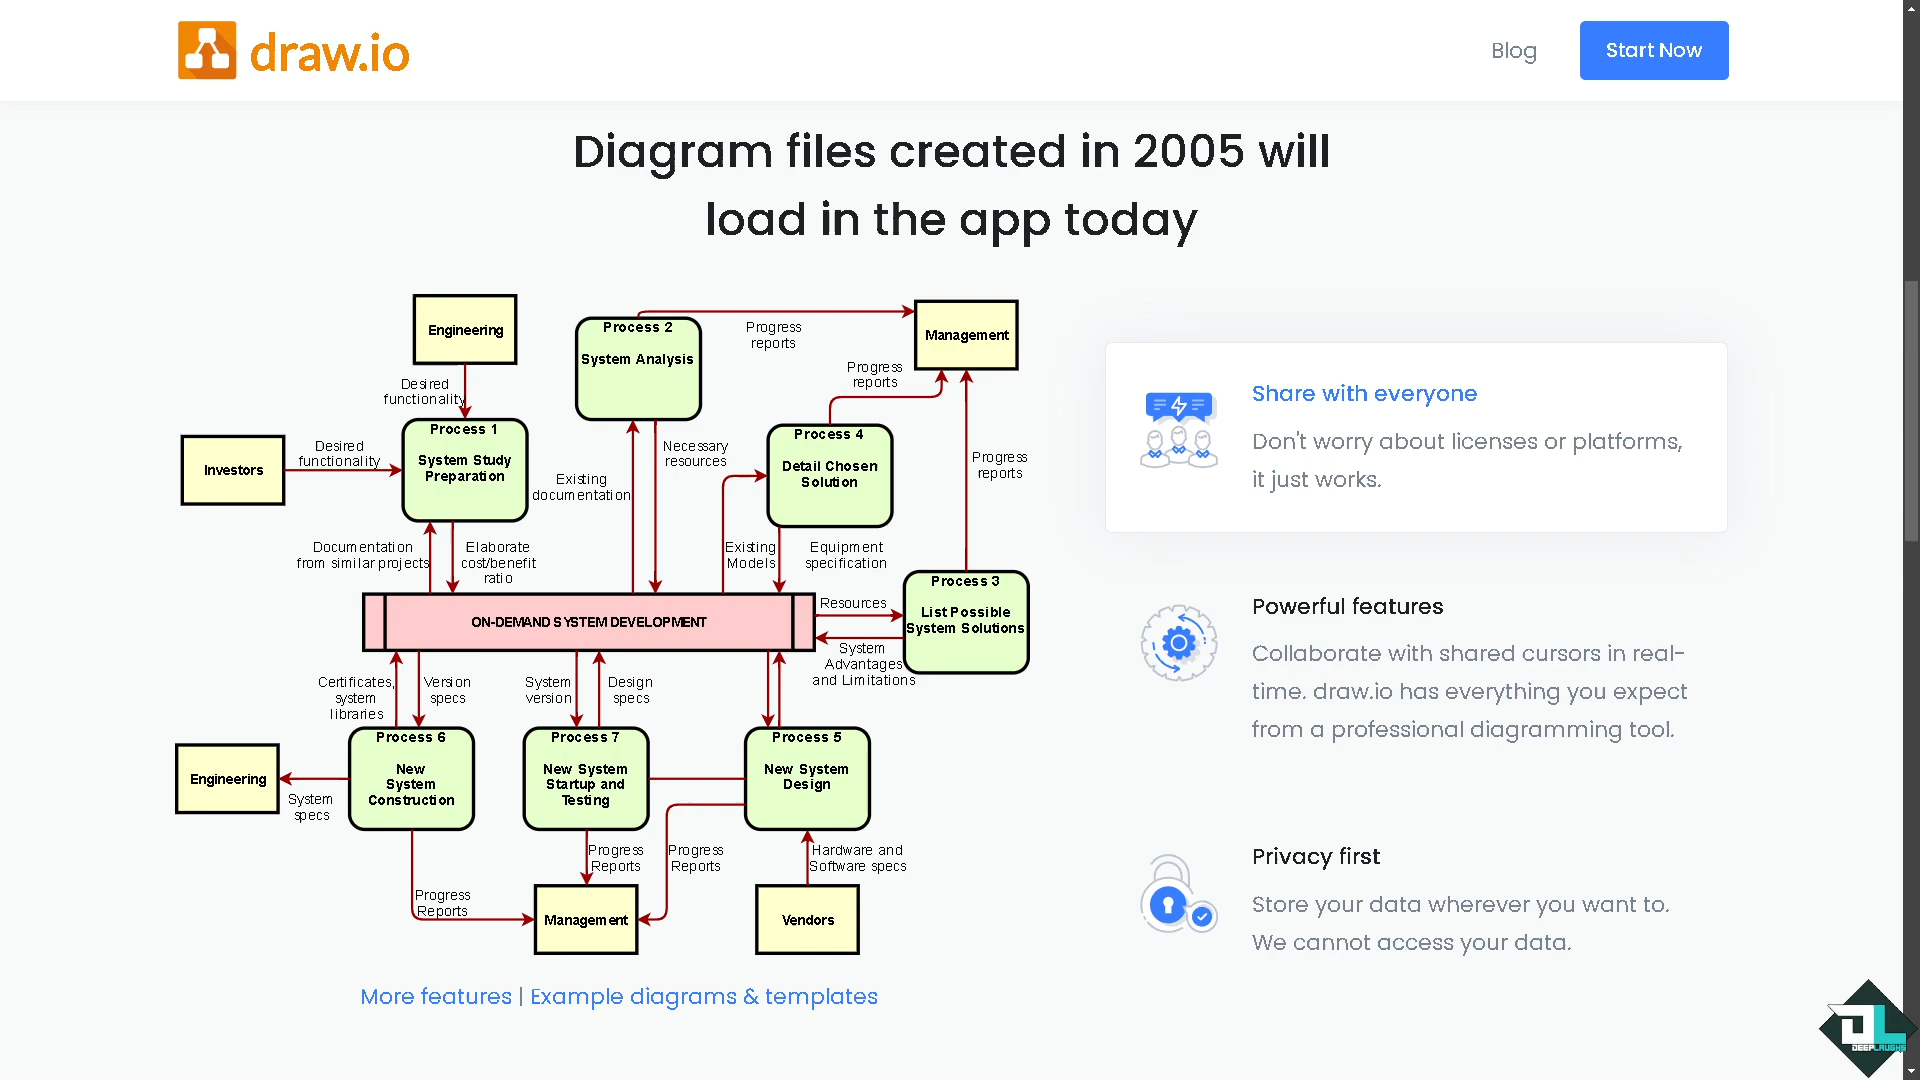 draw.io
Blog
Start Now
Diagram files created in 2005 will
load in the app today
Engineering
Process 2
System Analysis
Progress
reports
Management
Progress
reports
Desired
functionality
Investors
Desired
functionality
Process 1
System Study
Preparation
Existing
documentation
Necessary
resources
Process 4
Detail Chosen
Solution
Progress
reports
Documentation
from similar projects
Elaborate
cost/benefit
ratio
Existing
Models
Equipment
specification
Process 3
List Possible
System Solutions
ON-DEMAND SYSTEM DEVELOPMENT
Resources
System
Advantages
and Limitations
Certificates,
system
libraries
Version
specs
System
version
Design
specs
Engineering
System
specs
Process 6
New
System
Construction
Process 7
New System
Startup and
Testing
Process 5
New System
Design
Progress
Reports
Progress
Reports
Hardware and
Software specs
Progress
Reports
Management
Vendors
More features | Example diagrams & templates
Share with everyone
Don't worry about licenses or platforms,
it just works.
Powerful features
Collaborate with shared cursors in real-
time. draw.io has everything you expect
from a professional diagramming tool.
Privacy first
Store your data wherever you want to.
We cannot access your data.
DEEPLAUGHS